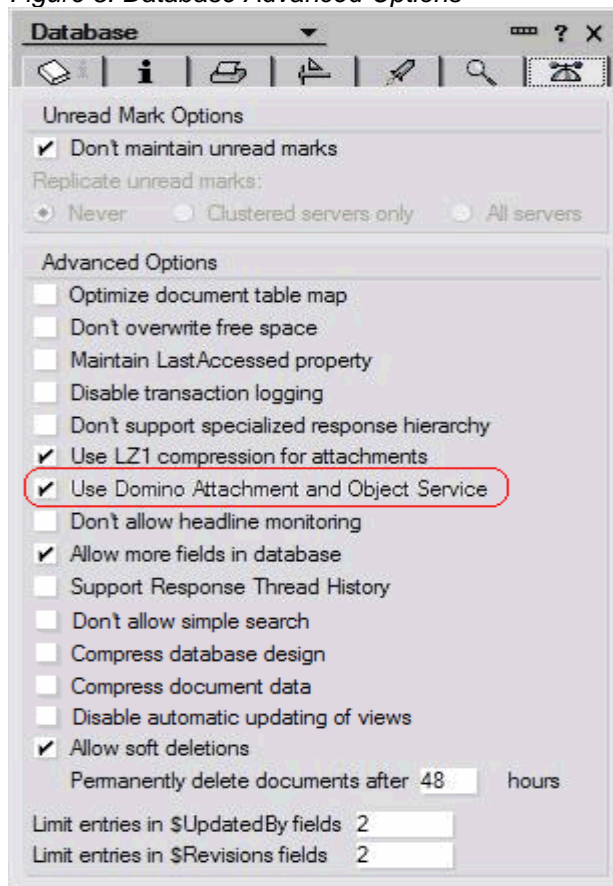 Figure 3. Database Advanced Options
Database ? X
i i
Unread Mark Options
Don't maintain unread marks
Replicate unread marks:
Never Clustered servers only All servers
Advanced Options
Optimize document table map
Don't overwrite free space
Maintain LastAccessed property
Disable transaction logging
Don't support specialized response hierarchy
Use LZ1 compression for attachments
Use Domino Attachment and Object Service
Don't allow headline monitoring
Allow more fields in database
Support Response Thread History
Don't allow simple search
Compress database design
Compress document data
Disable automatic updating of views
Allow soft deletions
Permanently delete documents after 48 hours
Limit entries in $UpdatedBy fields 2
Limit entries in $Revisions fields 2